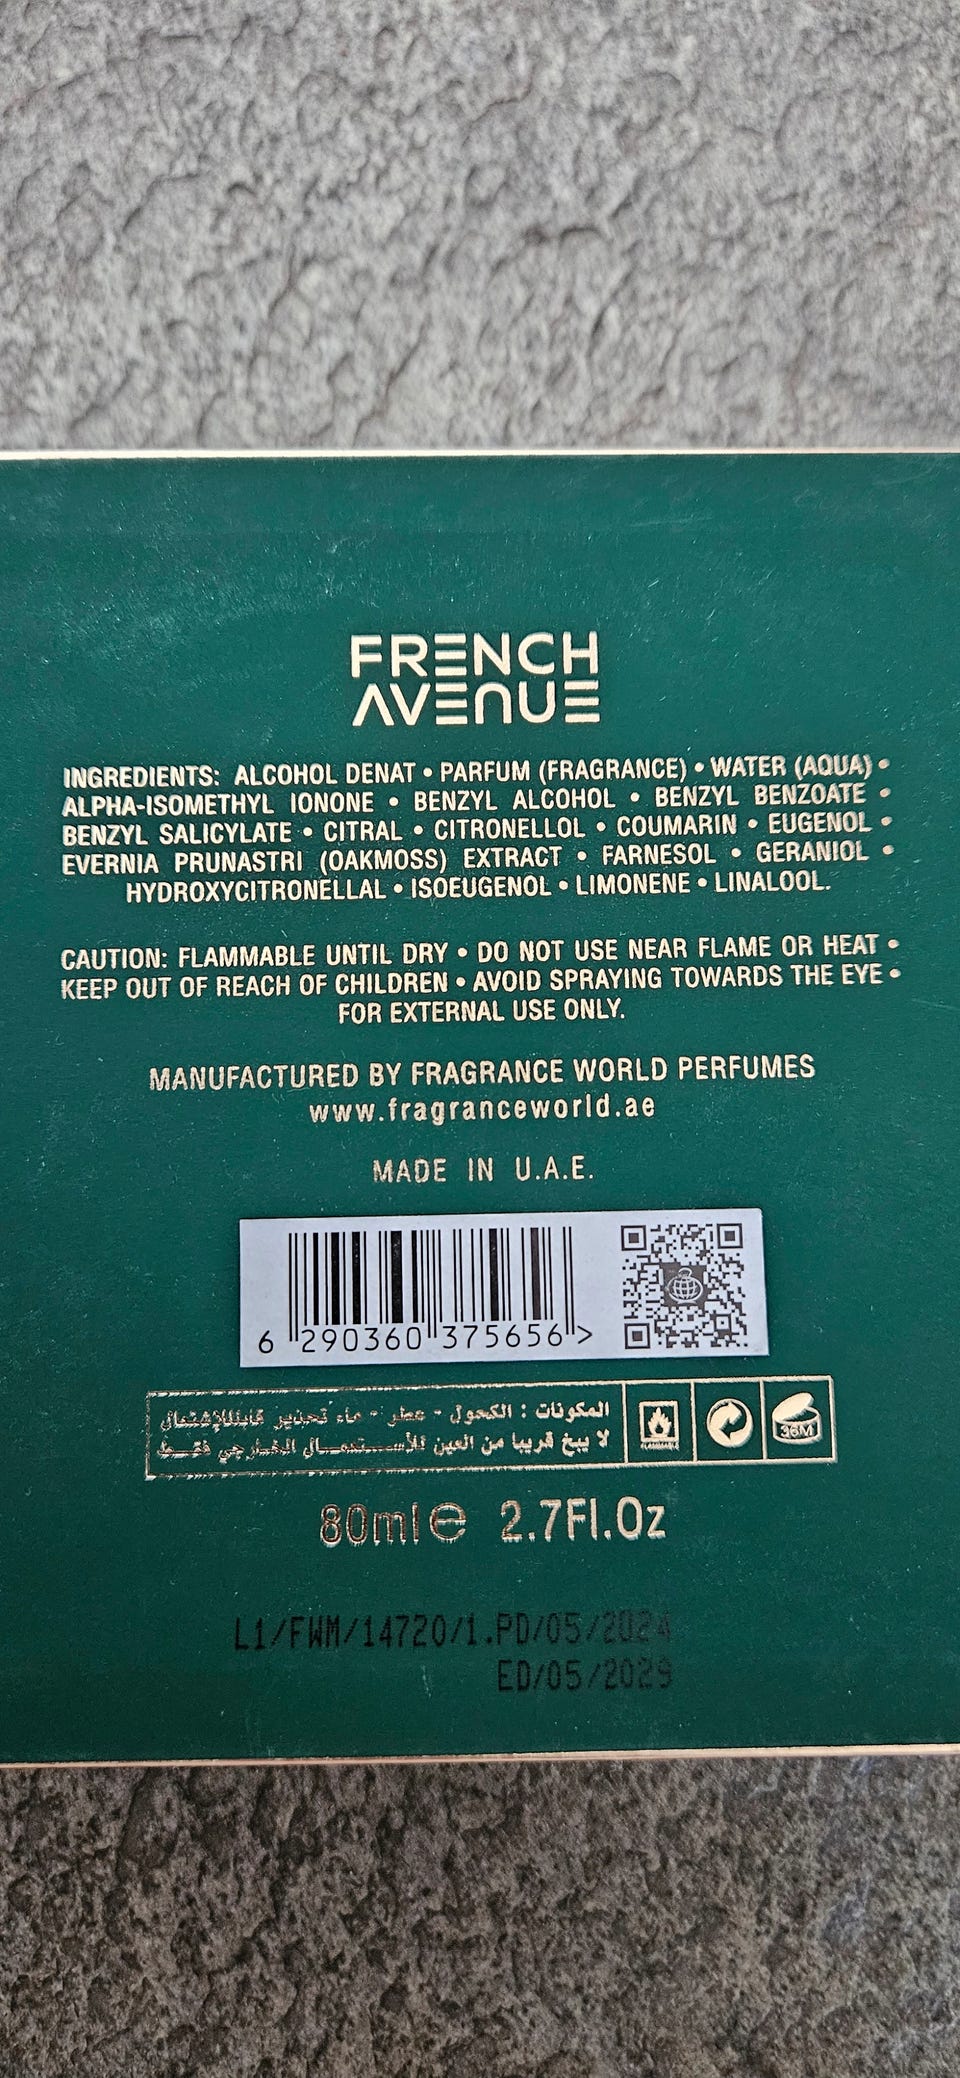 FRENCH
AVENUE
INGREDIENTS: ALCOHOL DENAT • PARFUM (FRAGRANCE) • WATER (AQUA) •
ALPHA-ISOMETHYL IONONE • BENZYL ALCOHOL • BENZYL BENZOATE •
BENZYL SALICYLATE • CITRAL • CITRONELLOL • COUMARIN • EUGENOL •
EVERNIA PRUNASTRI (OAKMOSS) EXTRACT • FARNESOL • GERANIOL •
HYDROXYCITRONELLAL • ISOEUGENOL • LIMONENE • LINALOOL.
CAUTION: FLAMMABLE UNTIL DRY • DO NOT USE NEAR FLAME OR HEAT •
KEEP OUT OF REACH OF CHILDREN • AVOID SPRAYING TOWARDS THE EYE •
FOR EXTERNAL USE ONLY.
MANUFACTURED BY FRAGRANCE WORLD PERFUMES
www.fragranceworld.ae
MADE IN U.A.E.
6 290360 375656 >
المكونات : الكحول - عطر - ماء تحذير قابل للإشتعال
لا يبخ قريبا من العين للأستعمال الخارجي فقط
FLAMMABLE
36M
80ml e 2.7Fl.Oz
L1/FWM/14720/1.PD/05/2024
ED/05/2029